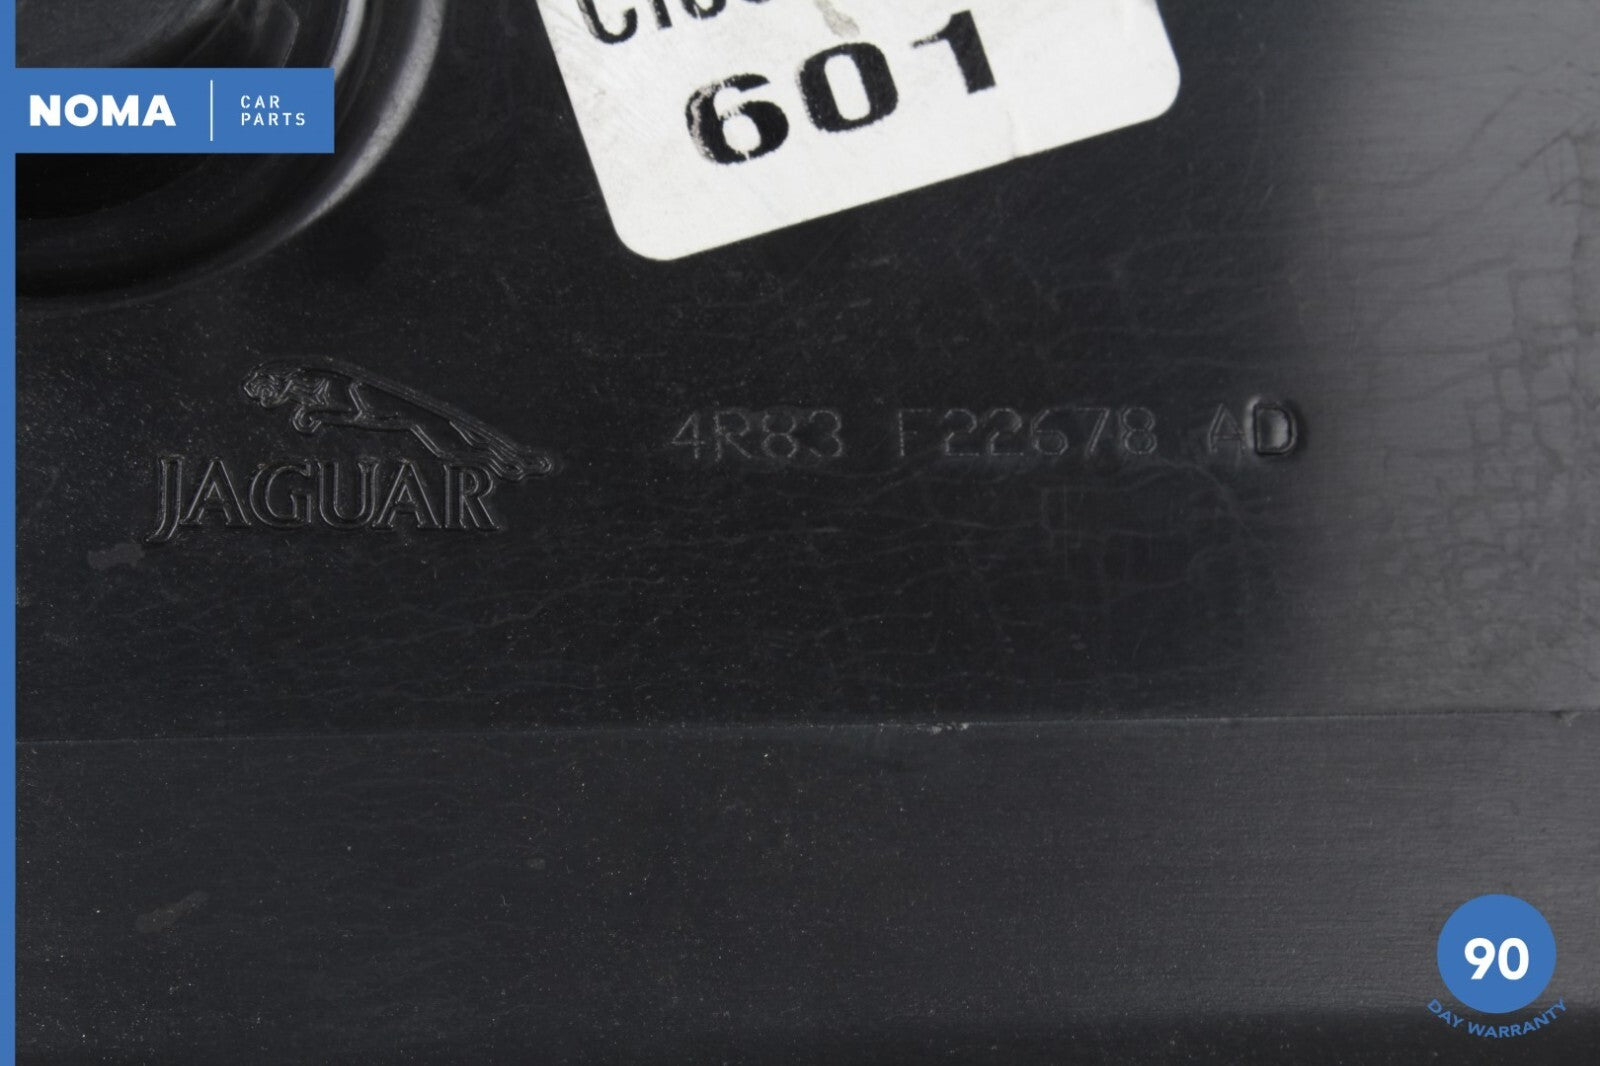 601
NOMA
CAR
PARTS
JAGUAR
4R83 F22678 AD
90
DAY WARRANTY